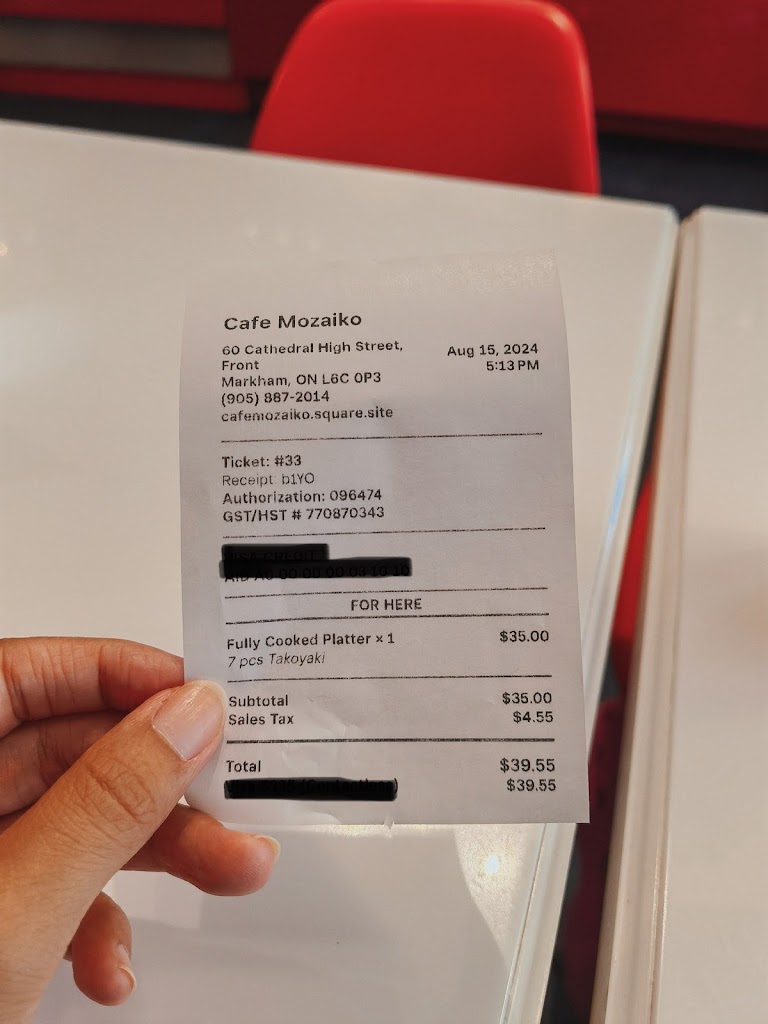 Cafe Mozaiko
60 Cathedral High Street,
Front
Aug 15, 2024
5:13 PM
Markham, ON L6C 0P3
(905) 887-2014
cafemozaiko.square.site
Ticket: #33
Receipt: b1YO
Authorization: 096474
GST/HST # 770870343
FOR HERE
Fully Cooked Platter × 1 $35.00
7 pcs Takoyaki
Subtotal $35.00
Sales Tax $4.55
Total $39.55
$39.55